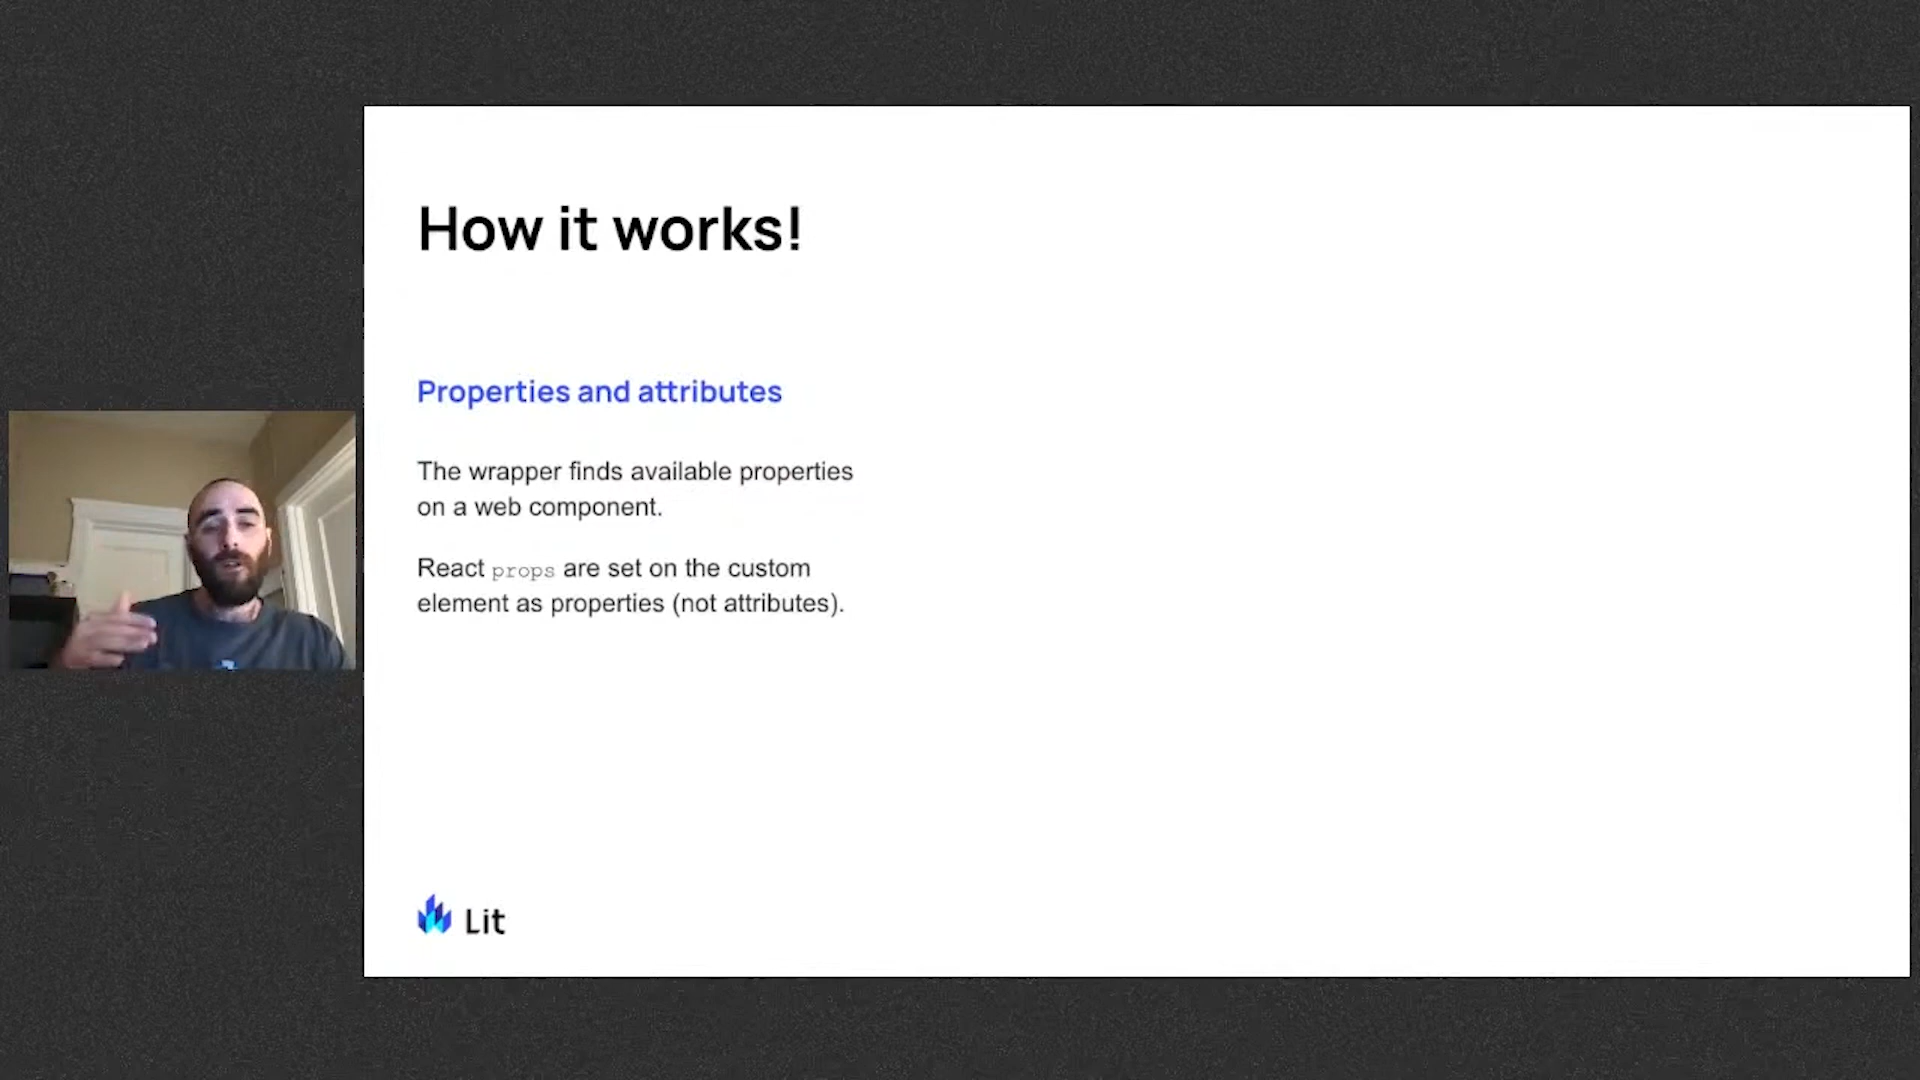 How it works!
Properties and attributes
The wrapper finds available properties
on a web component.
React props are set on the custom
element as properties (not attributes).
Lit